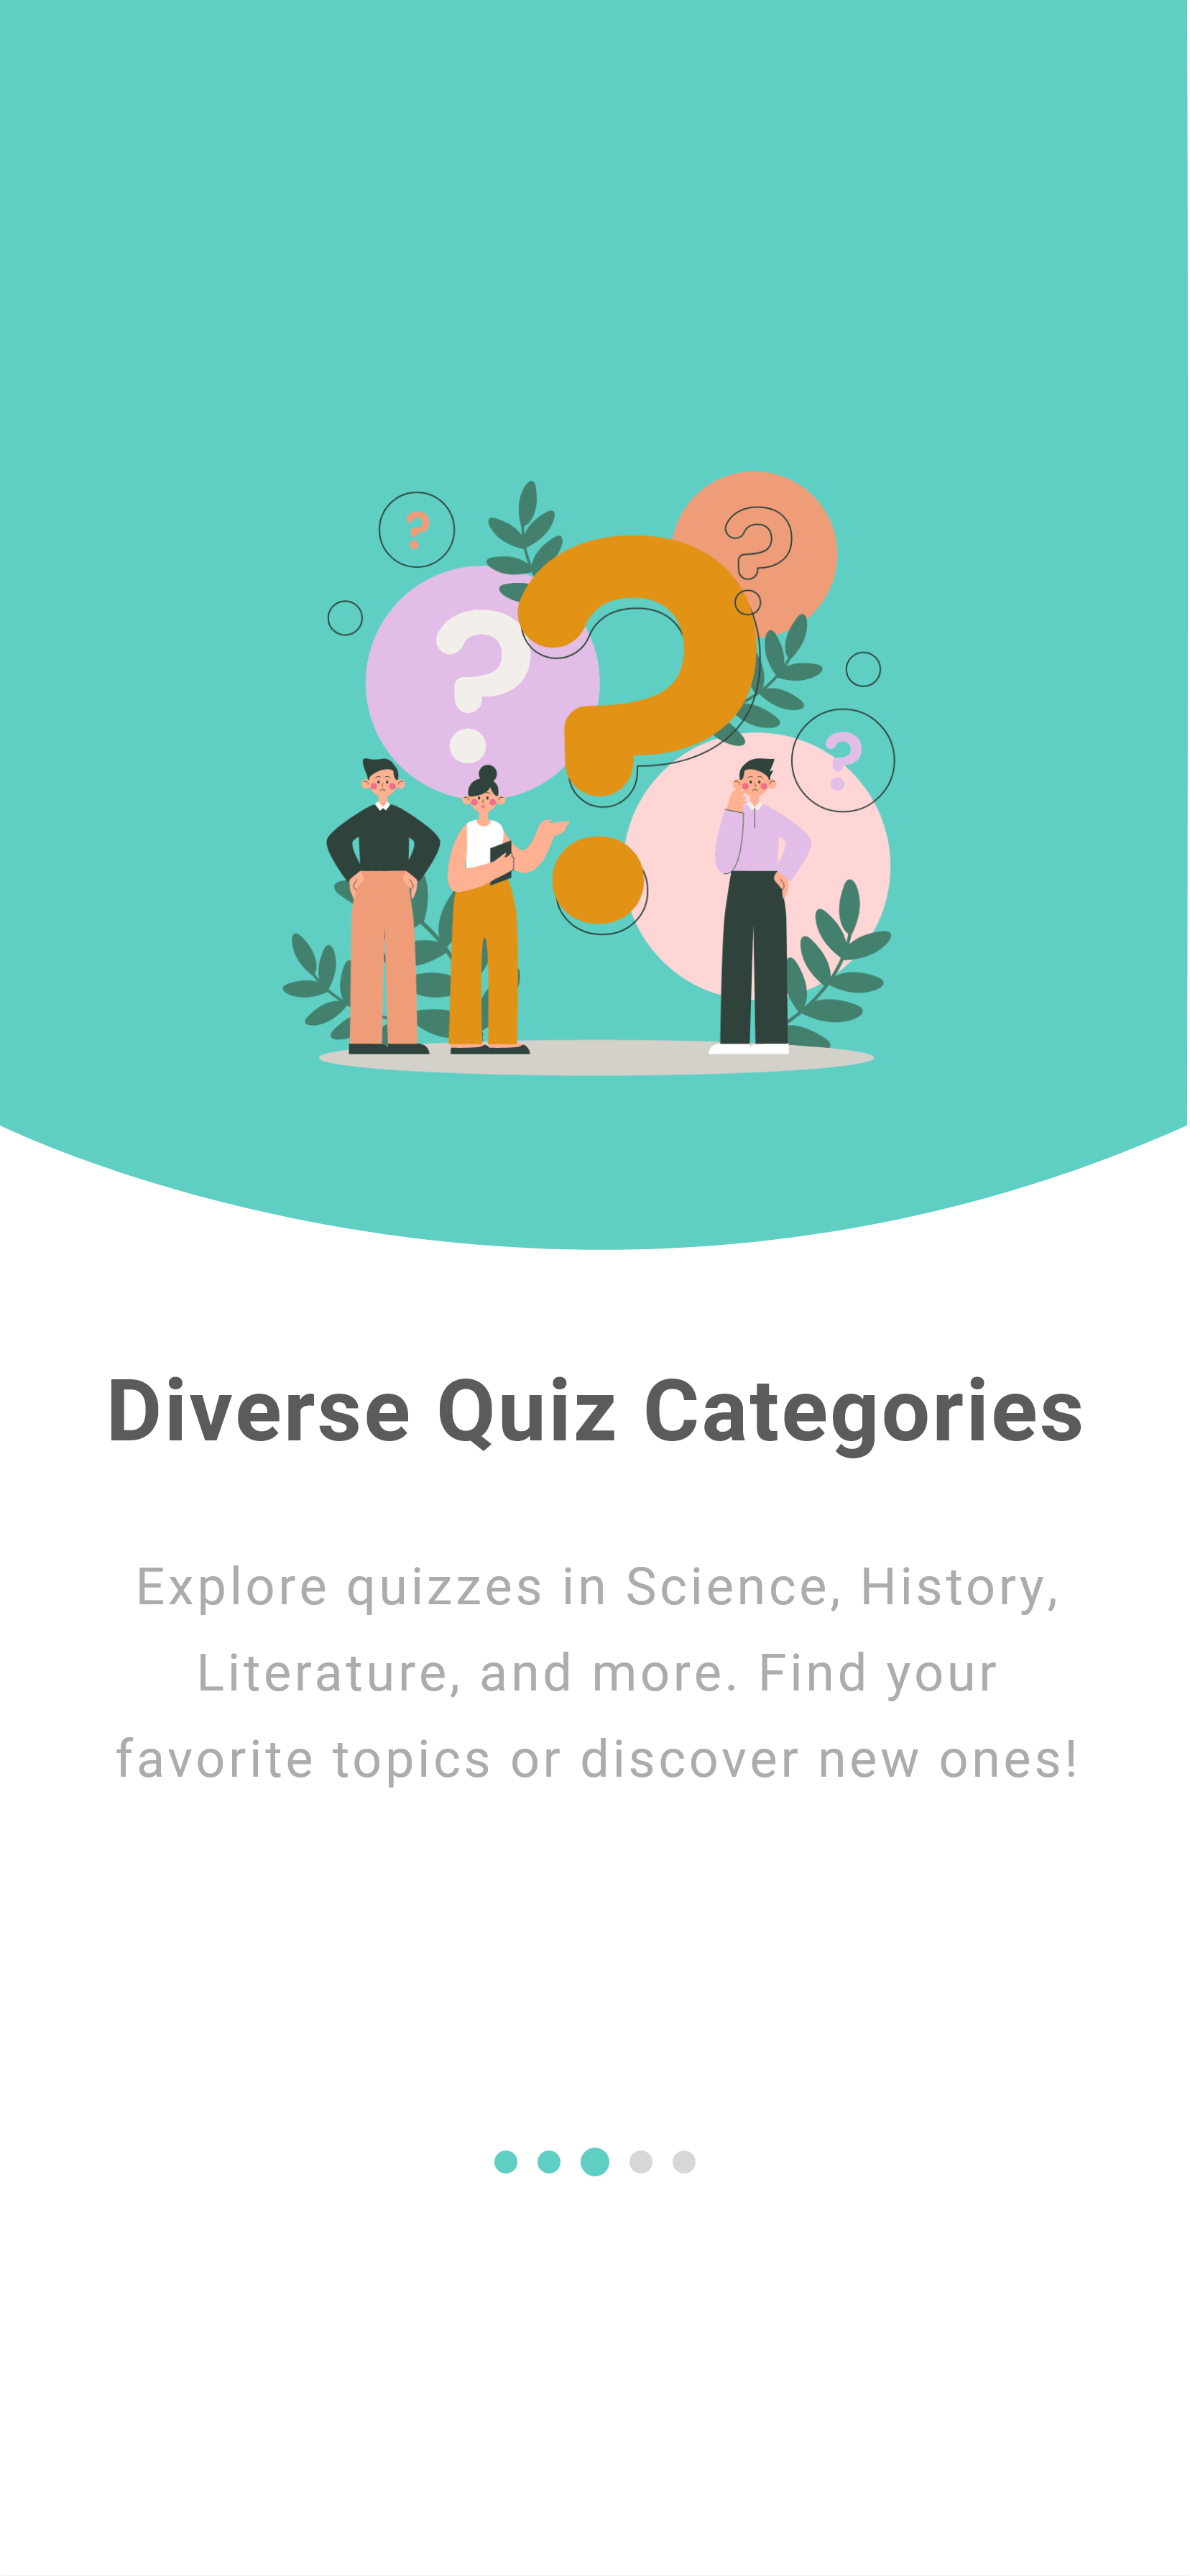 ?
?
?
?
?
Diverse Quiz Categories
Explore quizzes in Science, History,
Literature, and more. Find your
favorite topics or discover new ones!